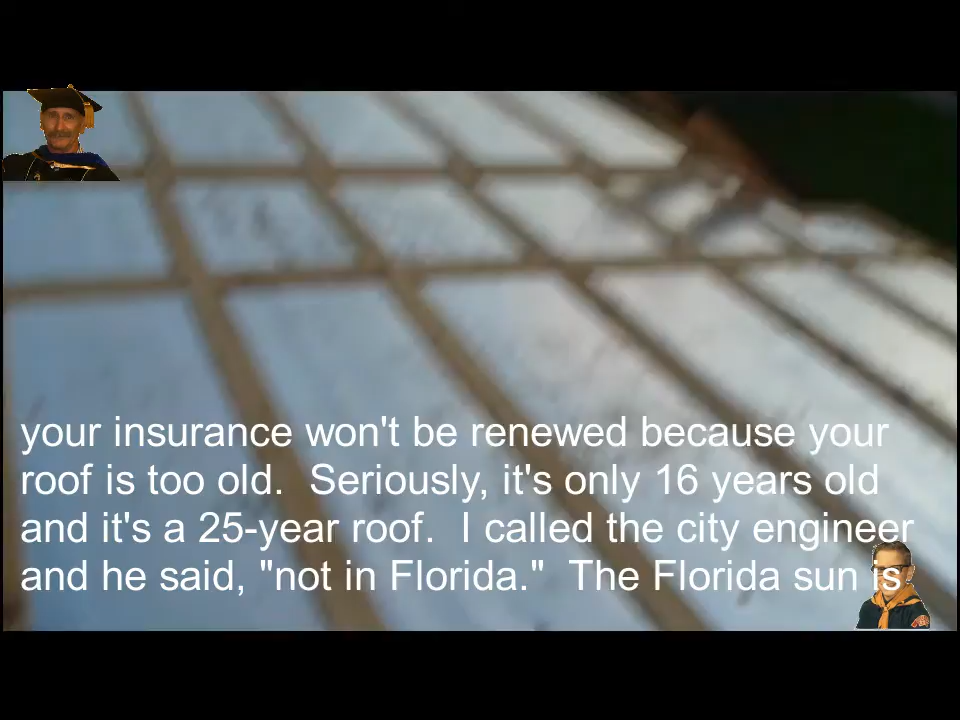 your insurance won't be renewed because your
roof is too old.  Seriously, it's only 16 years old
and it's a 25-year roof.  I called the city engineer
and he said, "not in Florida."  The Florida sun is